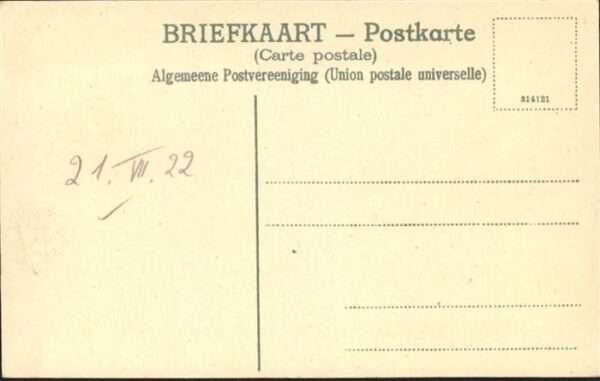 BRIEFKAART — Postkarte
(Carte postale)
Algemeene Postvereeniging (Union postale universelle)
814121
21. VII. 22